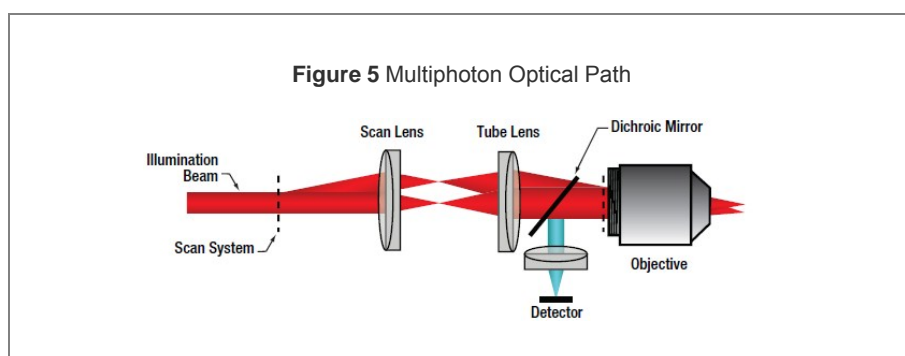 Figure 5 Multiphoton Optical Path
Dichroic Mirror
Scan Lens
Tube Lens
Illumination
Beam
Scan System
Objective
Detector